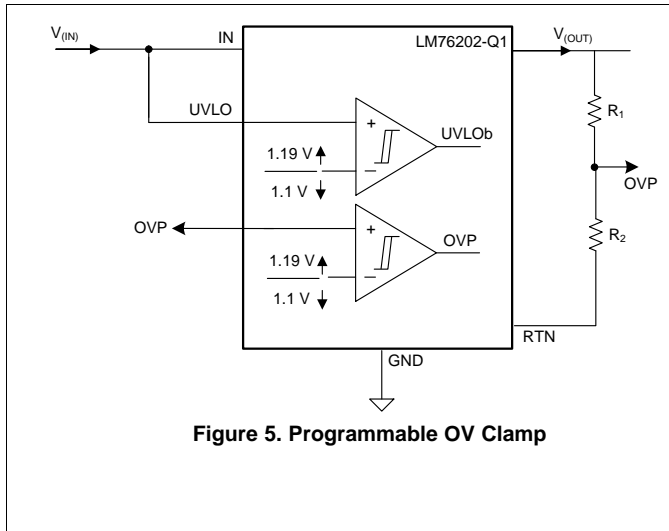 V(IN)
IN
LM76202-Q1
V(OUT)
UVLO
R1
+
UVLOb
1.19 V
−
1.1 V
OVP
OVP
+
OVP
R2
1.19 V
−
1.1 V
RTN
GND
Figure 5. Programmable OV Clamp